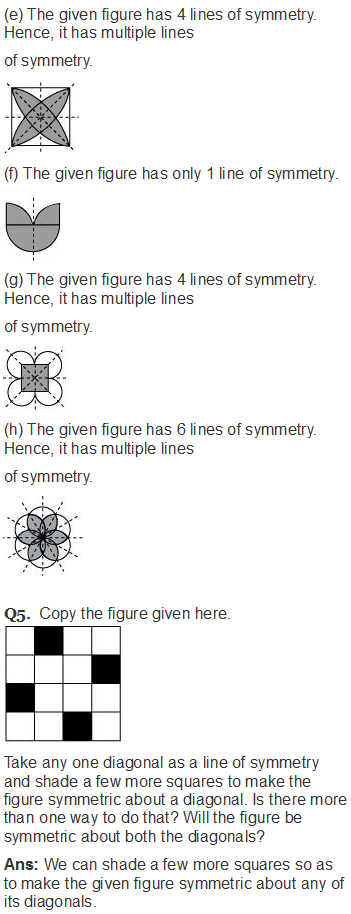 (e) The given figure has 4 lines of symmetry.
Hence, it has multiple lines
of symmetry.
(f) The given figure has only 1 line of symmetry.
(g) The given figure has 4 lines of symmetry.
Hence, it has multiple lines
of symmetry.
(h) The given figure has 6 lines of symmetry.
Hence, it has multiple lines
of symmetry.
Q5. Copy the figure given here.
Take any one diagonal as a line of symmetry
and shade a few more squares to make the
figure symmetric about a diagonal. Is there more
than one way to do that? Will the figure be
symmetric about both the diagonals?
Ans: We can shade a few more squares so as
to make the given figure symmetric about any of
its diagonals.